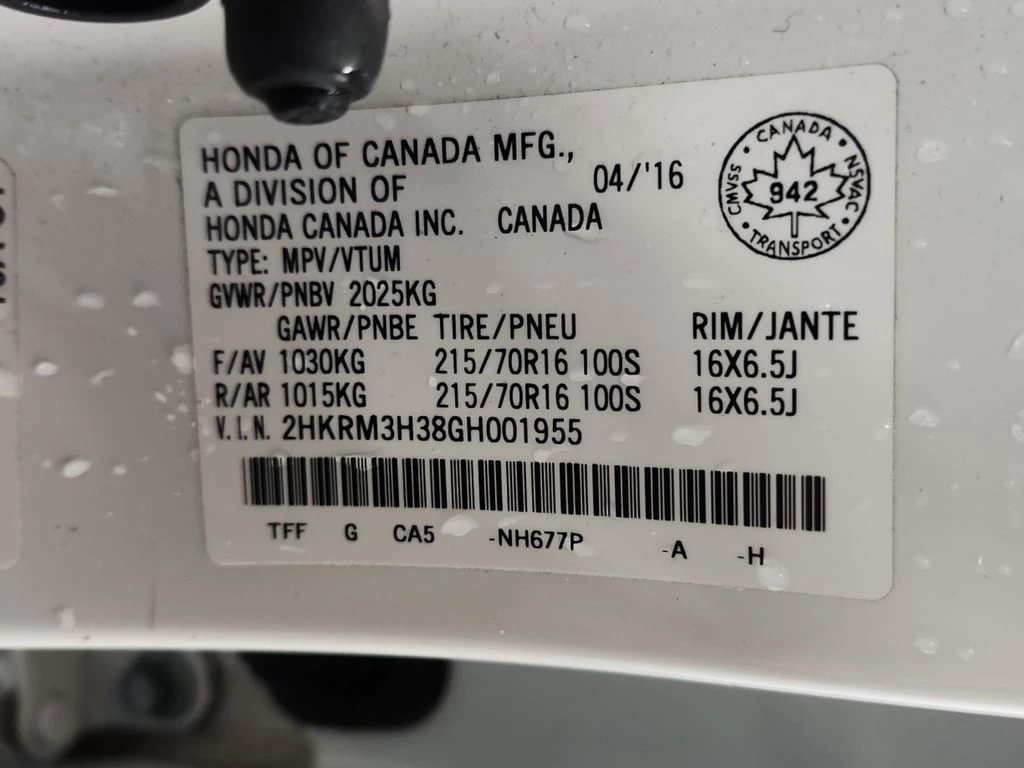 HONDA OF CANADA MFG.,
A DIVISION OF 04/'16
HONDA CANADA INC. CANADA
TYPE: MPV/VTUM
GVWR/PNBV 2025KG
GAWR/PNBE TIRE/PNEU RIM/JANTE
F/AV 1030KG 215/70R16 100S 16X6.5J
R/AR 1015KG 215/70R16 100S 16X6.5J
V.I.N. 2HKRM3H38GH001955
TFF G CA5 -NH677P -A -H
CANADA
CMVSS • NSVAC
942
TRANSPORT